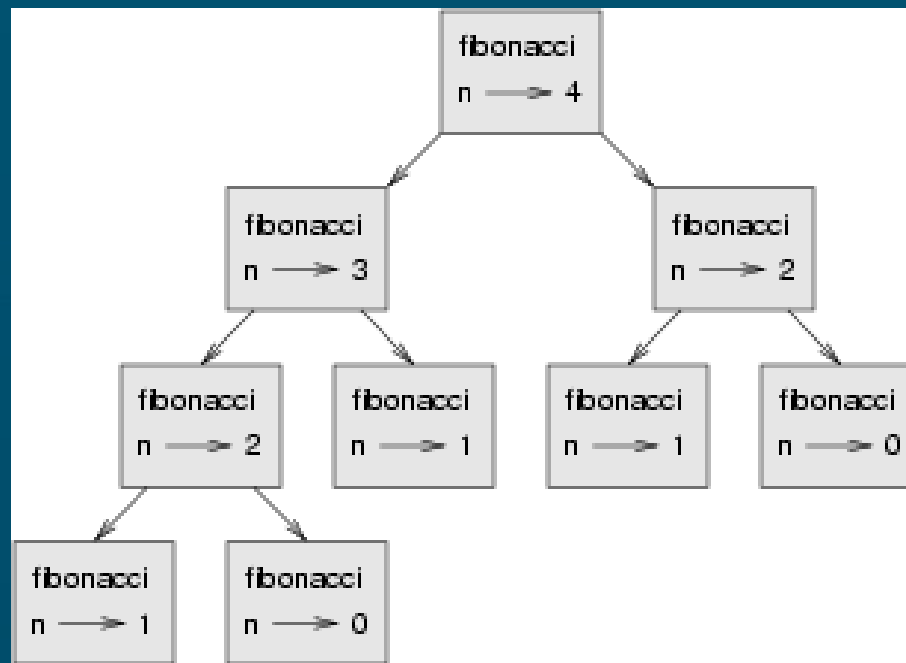 fibonacci
n ⟶ 4
fibonacci
n ⟶ 3
fibonacci
n ⟶ 2
fibonacci
n ⟶ 2
fibonacci
n ⟶ 1
fibonacci
n ⟶ 1
fibonacci
n ⟶ 0
fibonacci
n ⟶ 1
fibonacci
n ⟶ 0